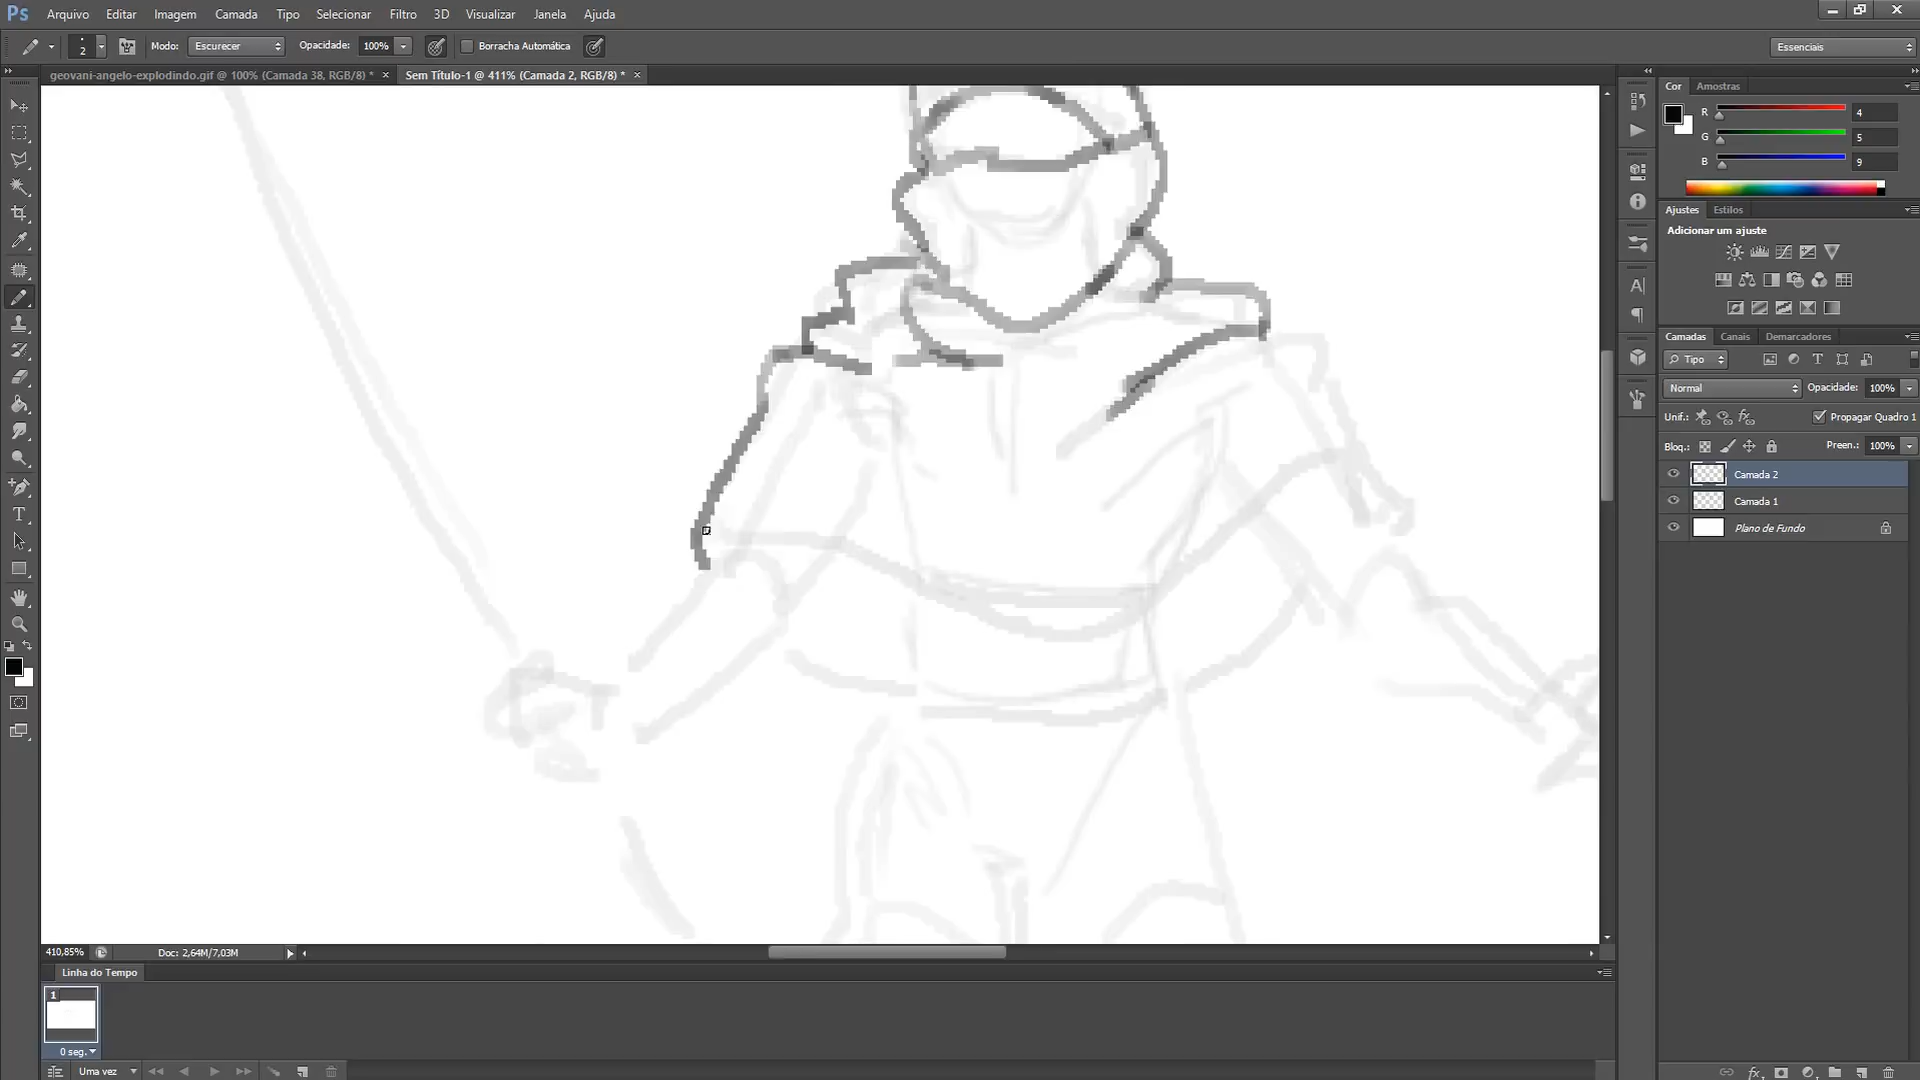 Ps Arquivo Editar Imagem Camada Tipo Selecionar Filtro 3D Visualizar Janela Ajuda
2 Modo: Escurecer Opacidade: 100% Borracha Automática Essenciais
geovani-angelo-explodindo.gif @ 100% (Camada 38, RGB/8) * × Sem Título-1 @ 411% (Camada 2, RGB/8) * ×
Cor Amostras
R 4
G 5
B 9
Ajustes Estilos
Adicionar um ajuste
Camadas Canais Demarcadores
Tipo
Normal Opacidade: 100%
Unif.: Propagar Quadro 1
Bloq.: Preen.: 100%
Camada 2
Camada 1
Plano de Fundo
410,85% Doc: 2,64M/7,03M
Linha do Tempo
1
0 seg.
Uma vez